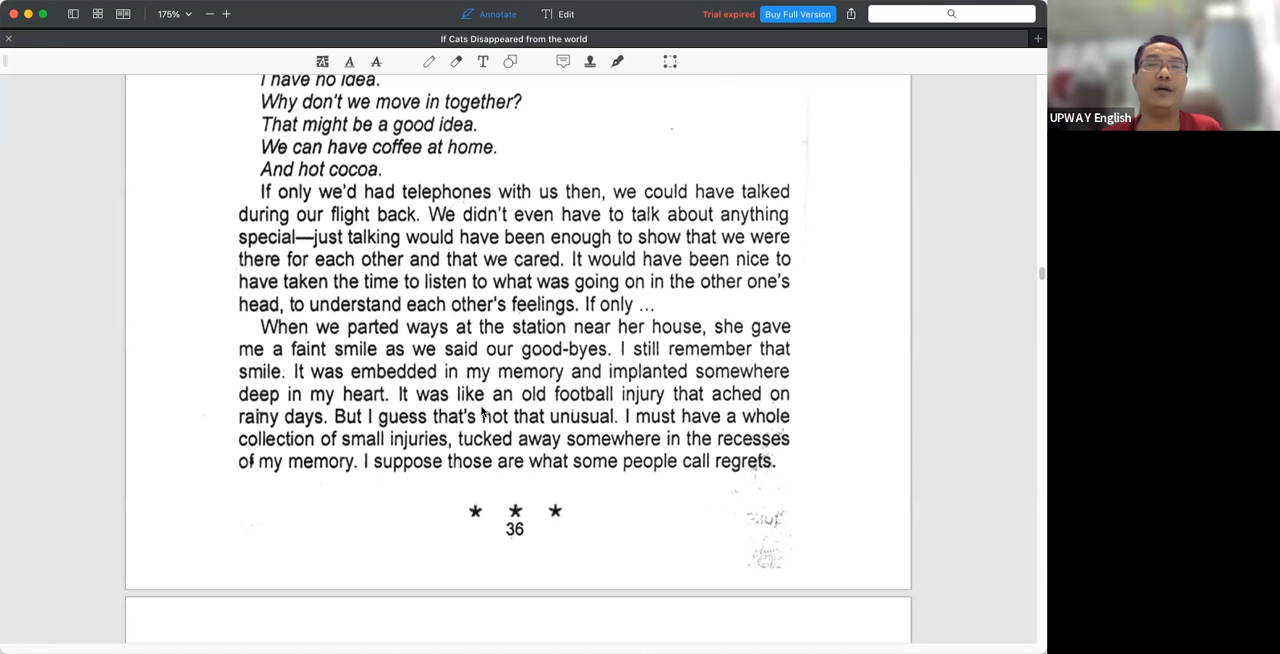 175%
Annotate
Edit
Trial expired
Buy Full Version
If Cats Disappeared from the world
I have no idea.
Why don't we move in together?
That might be a good idea.
We can have coffee at home.
And hot cocoa.
If only we'd had telephones with us then, we could have talked
during our flight back. We didn't even have to talk about anything
special—just talking would have been enough to show that we were
there for each other and that we cared. It would have been nice to
have taken the time to listen to what was going on in the other one's
head, to understand each other's feelings. If only ...
When we parted ways at the station near her house, she gave
me a faint smile as we said our good-byes. I still remember that
smile. It was embedded in my memory and implanted somewhere
deep in my heart. It was like an old football injury that ached on
rainy days. But I guess that's not that unusual. I must have a whole
collection of small injuries, tucked away somewhere in the recesses
of my memory. I suppose those are what some people call regrets.
* * *
36
UPWAY English